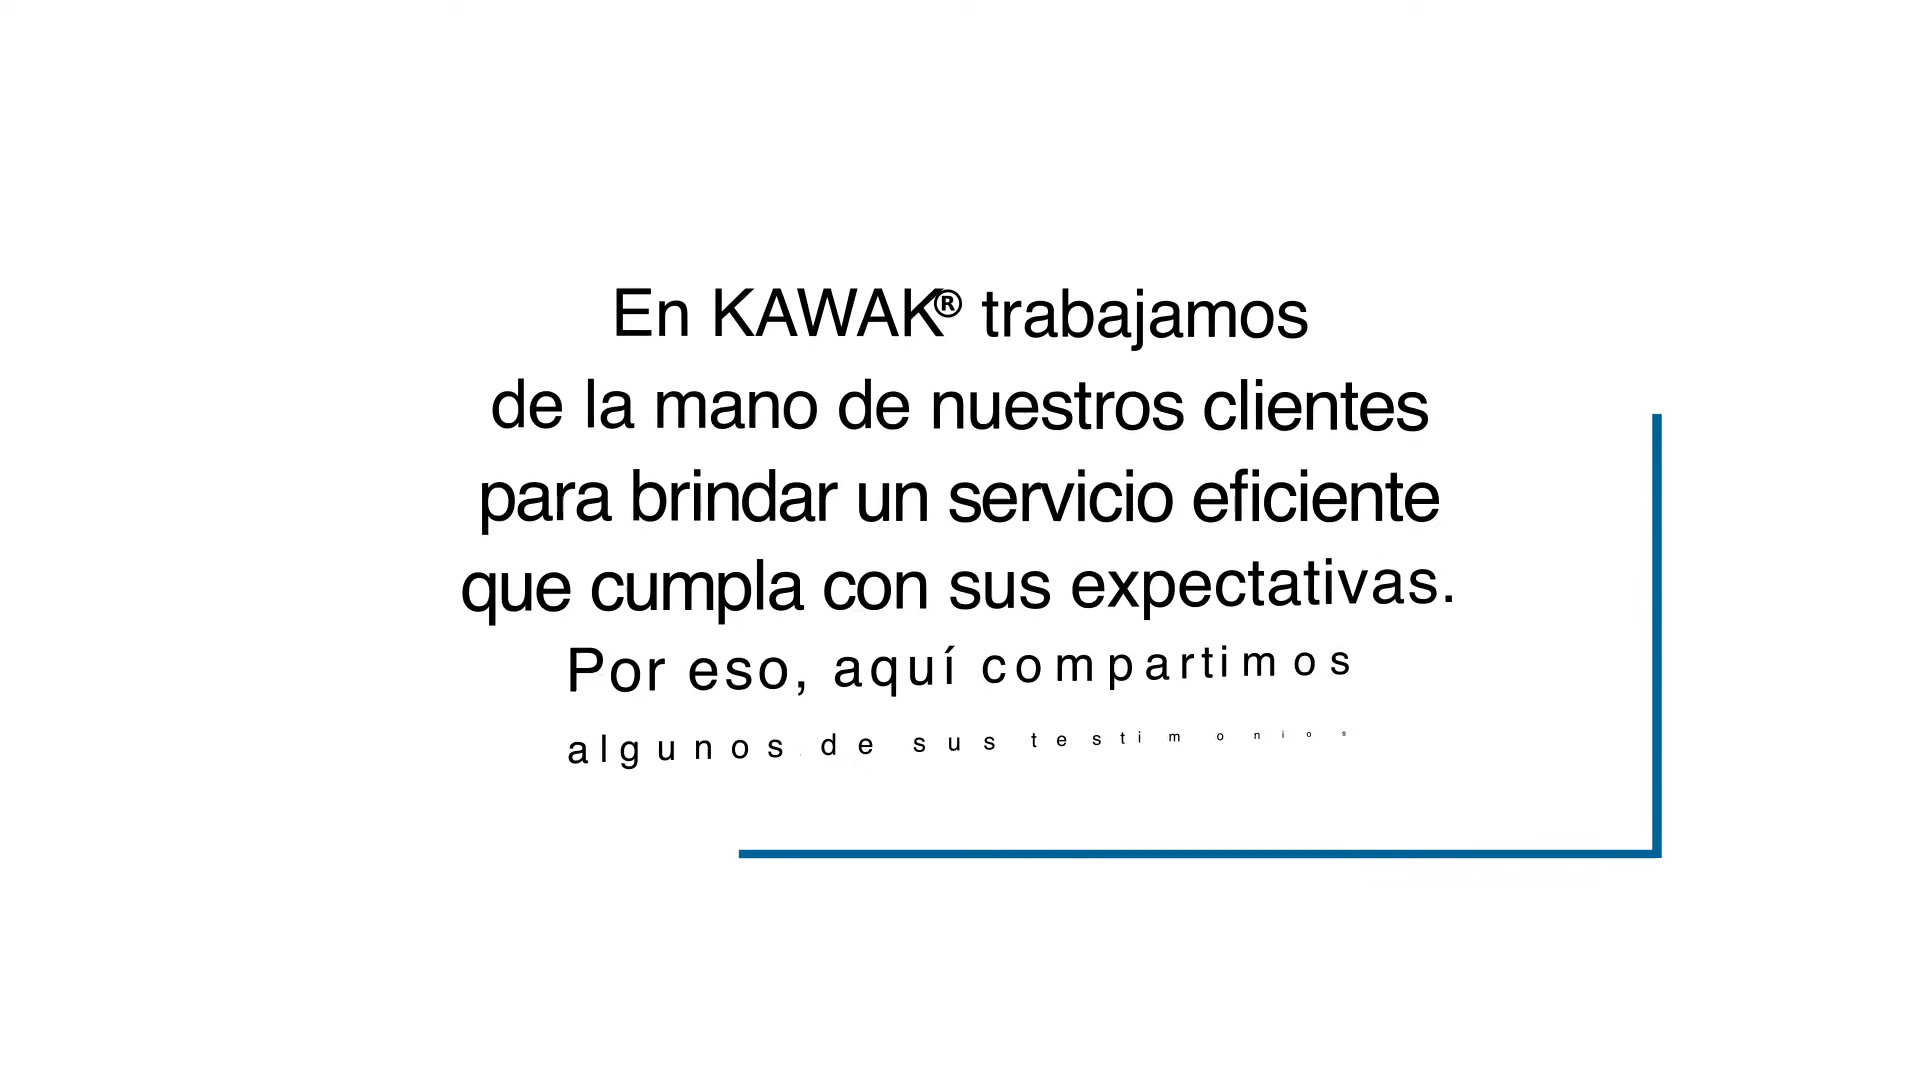 En KAWAK® trabajamos
de la mano de nuestros clientes
para brindar un servicio eficiente
que cumpla con sus expectativas.
Por eso, aquí compartimos
algunos de sus testimonios